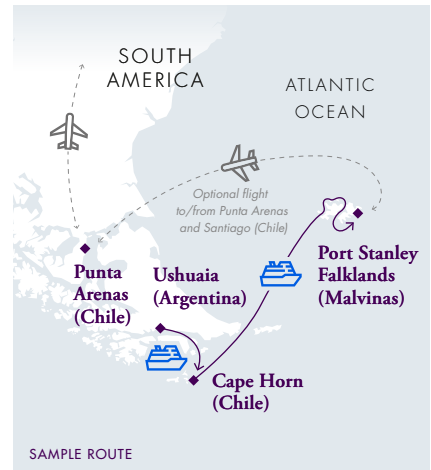 SOUTH
AMERICA
ATLANTIC
OCEAN
Optional flight
to/from Punta Arenas
and Santiago (Chile)
Port Stanley
Falklands
(Malvinas)
Punta
Arenas
(Chile)
Ushuaia
(Argentina)
Cape Horn
(Chile)
SAMPLE ROUTE